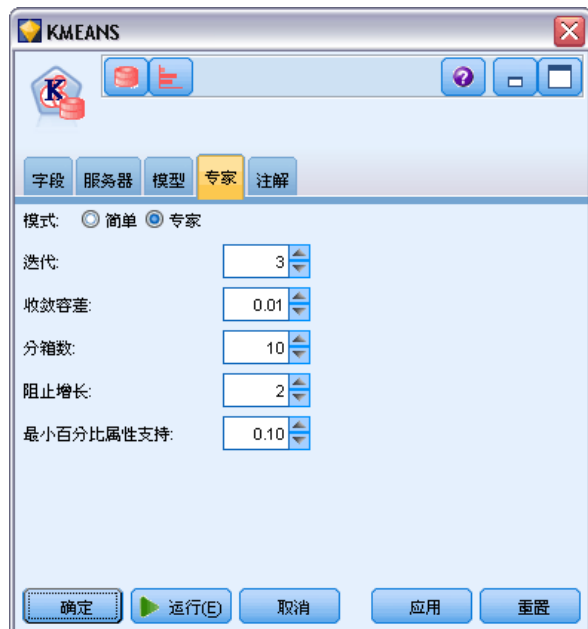 KMEANS
字段 服务器 模型 专家 注解
模式: 简单 专家
迭代: 3
收敛容差: 0.01
分箱数: 10
阻止增长: 2
最小百分比属性支持: 0.10
确定 运行(E) 取消 应用 重置